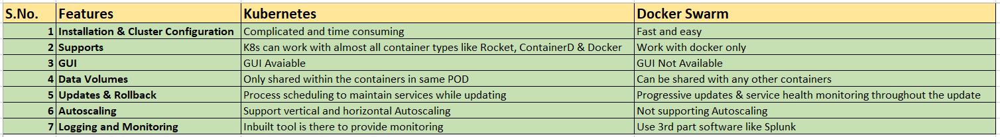 S.No. Features Kubernetes Docker Swarm
1 Installation & Cluster Configuration Complicated and time consuming Fast and easy
2 Supports K8s can work with almost all container types like Rocket, ContainerD & Docker Work with docker only
3 GUI GUI Avaiable GUI Not Available
4 Data Volumes Only shared within the containers in same POD Can be shared with any other containers
5 Updates & Rollback Process scheduling to maintain services while updating Progressive updates & service health monitoring throughout the update
6 Autoscaling Support vertical and horizontal Autoscaling Not supporting Autoscaling
7 Logging and Monitoring Inbuilt tool is there to provide monitoring Use 3rd part software like Splunk